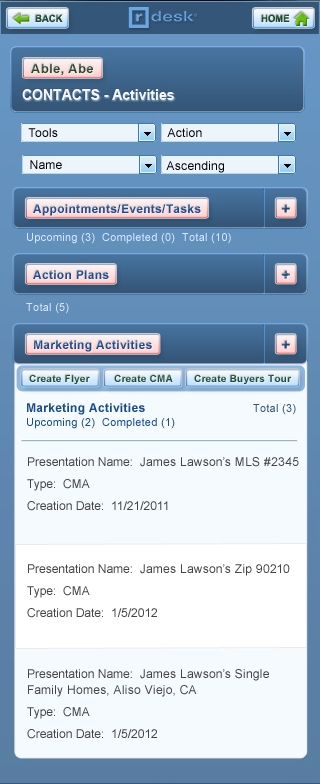 BACK
r desk
HOME
Able, Abe
CONTACTS - Activities
Tools
Action
Name
Ascending
Appointments/Events/Tasks
+
Upcoming (3) Completed (0) Total (10)
Action Plans
+
Total (5)
Marketing Activities
+
Create Flyer
Create CMA
Create Buyers Tour
Marketing Activities
Total (3)
Upcoming (2) Completed (1)
Presentation Name: James Lawson's MLS #2345
Type: CMA
Creation Date: 11/21/2011
Presentation Name: James Lawson's Zip 90210
Type: CMA
Creation Date: 1/5/2012
Presentation Name: James Lawson's Single
Family Homes, Aliso Viejo, CA
Type: CMA
Creation Date: 1/5/2012